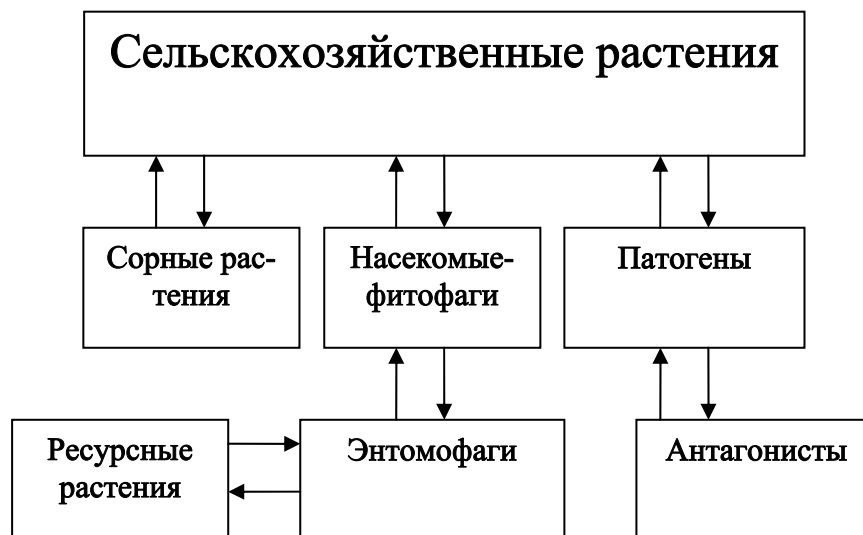 Сельскохозяйственные растения
Сорные рас-
тения
Насекомые-
фитофаги
Патогены
Ресурсные
растения
Энтомофаги
Антагонисты